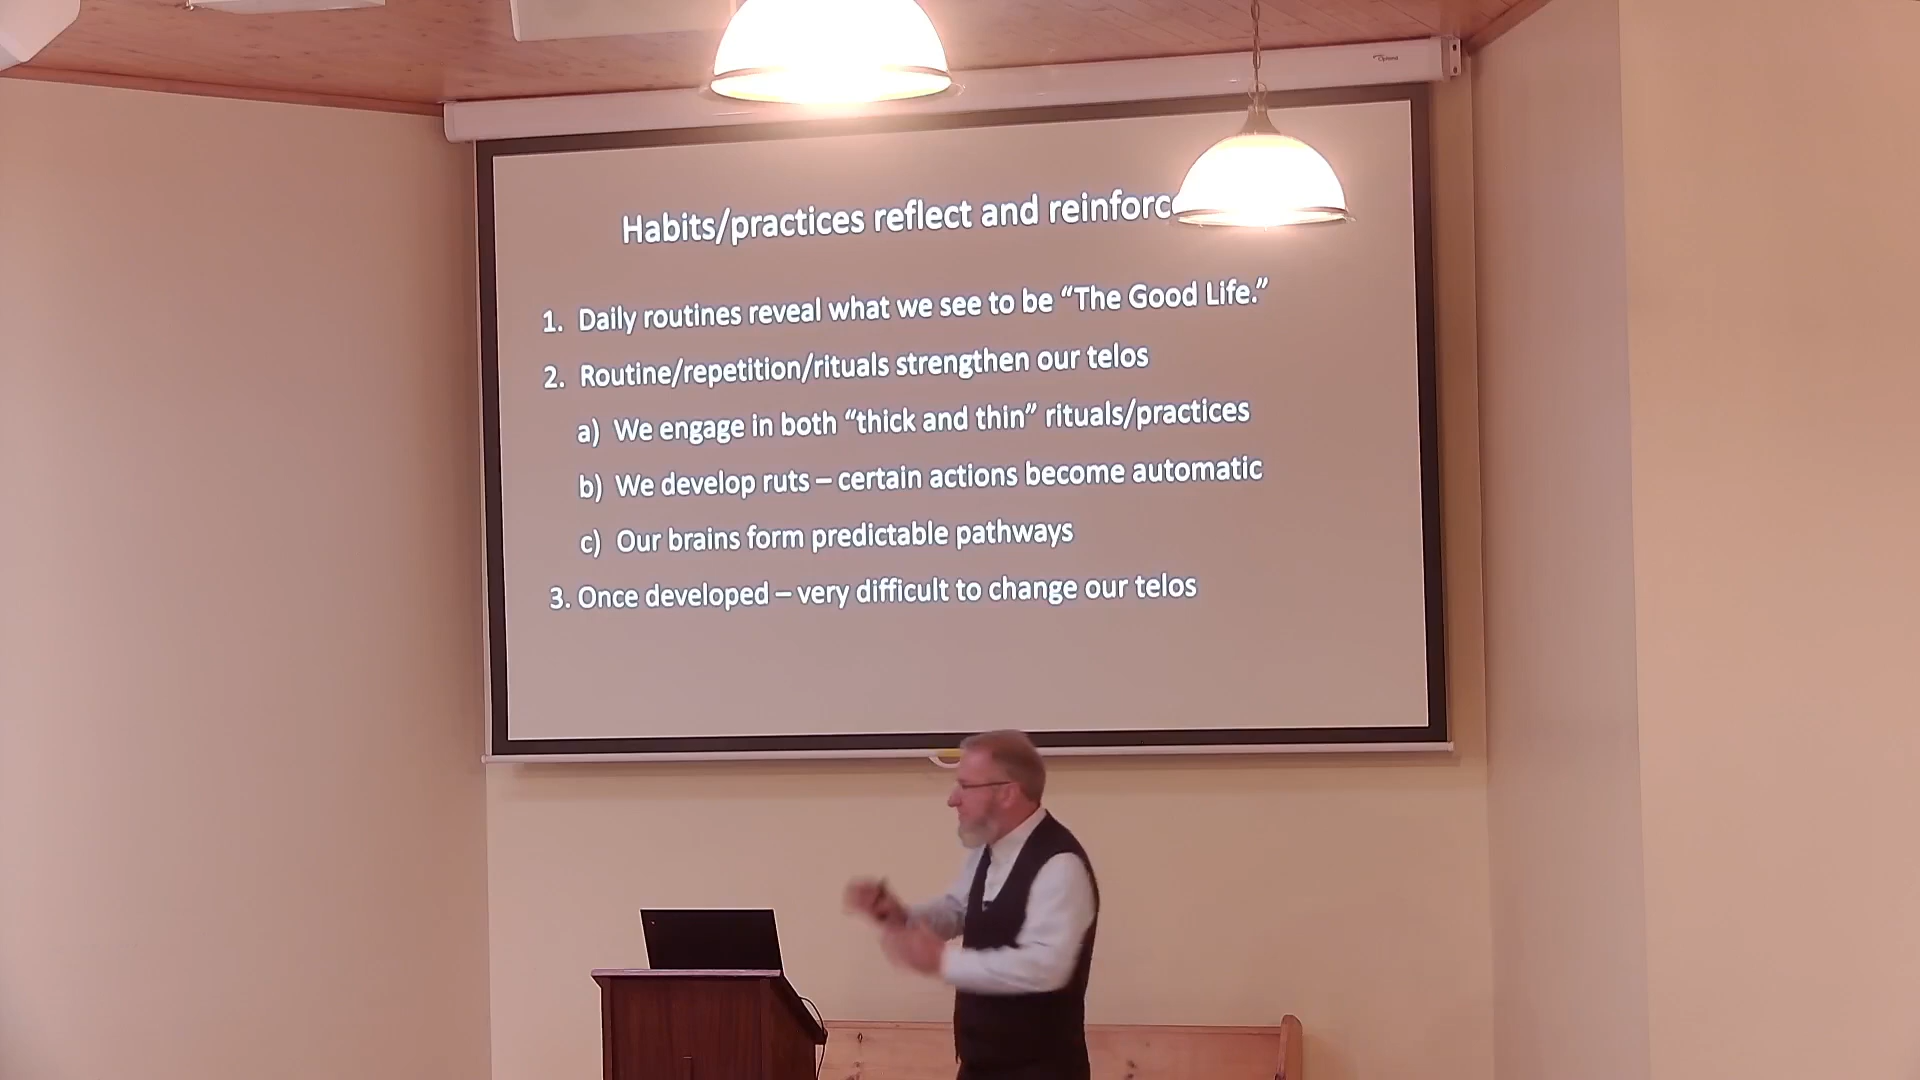 Optoma
Habits/practices reflect and reinforc
1. Daily routines reveal what we see to be “The Good Life.”
2. Routine/repetition/rituals strengthen our telos
a) We engage in both “thick and thin” rituals/practices
b) We develop ruts – certain actions become automatic
c) Our brains form predictable pathways
3. Once developed – very difficult to change our telos